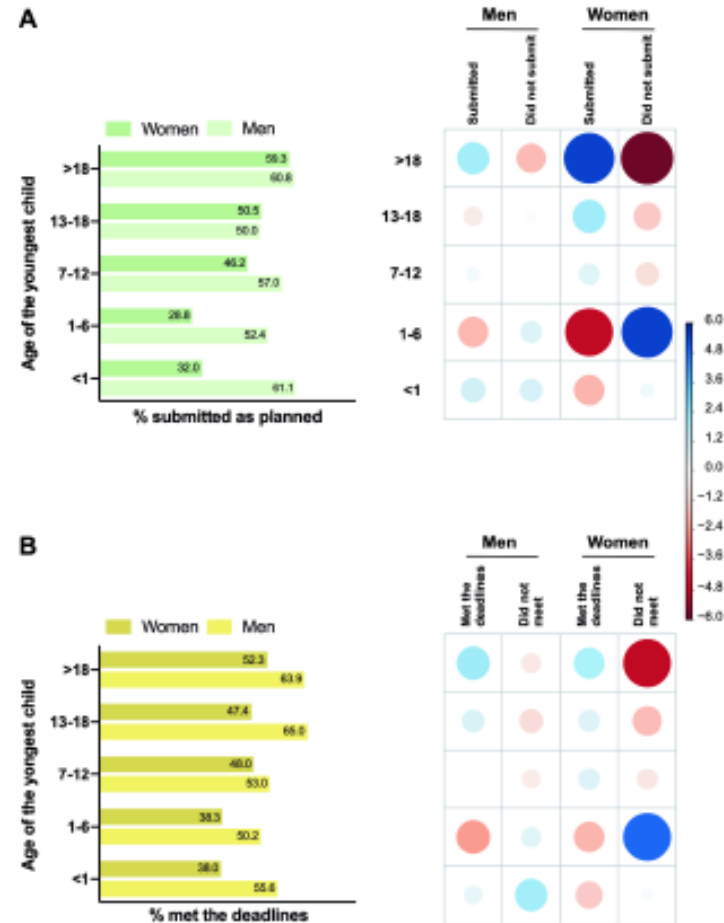 A
Men Women
Submitted
Did not submit
Submitted
Did not submit
Women Men
Age of the youngest child
>18
59.3
60.8
13-18
50.5
50.0
7-12
46.2
57.0
1-6
28.8
52.4
<1
32.0
61.1
% submitted as planned
>18
13-18
7-12
1-6
<1
6.0
4.8
3.6
2.4
1.2
0.0
-1.2
-2.4
-3.6
-4.8
-6.0
B
Men Women
Met the deadlines
Did not meet
Met the deadlines
Did not meet
Women Men
Age of the yongest child
>18
52.3
63.9
13-18
47.4
65.0
7-12
48.0
53.0
1-6
38.3
50.2
<1
38.0
55.6
% met the deadlines